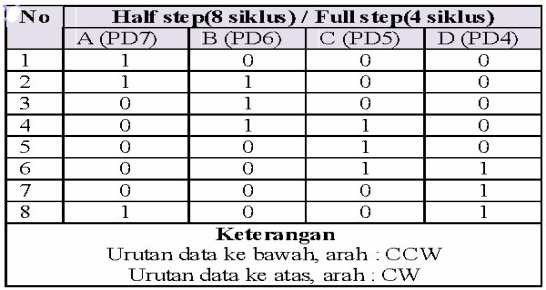 No Half step(8 siklus) / Full step(4 siklus)
A (PD7) B (PD6) C (PD5) D (PD4)
1 1 0 0 0
2 1 1 0 0
3 0 1 0 0
4 0 1 1 0
5 0 0 1 0
6 0 0 1 1
7 0 0 0 1
8 1 0 0 1
Keterangan
Urutan data ke bawah, arah : CCW
Urutan data ke atas, arah : CW